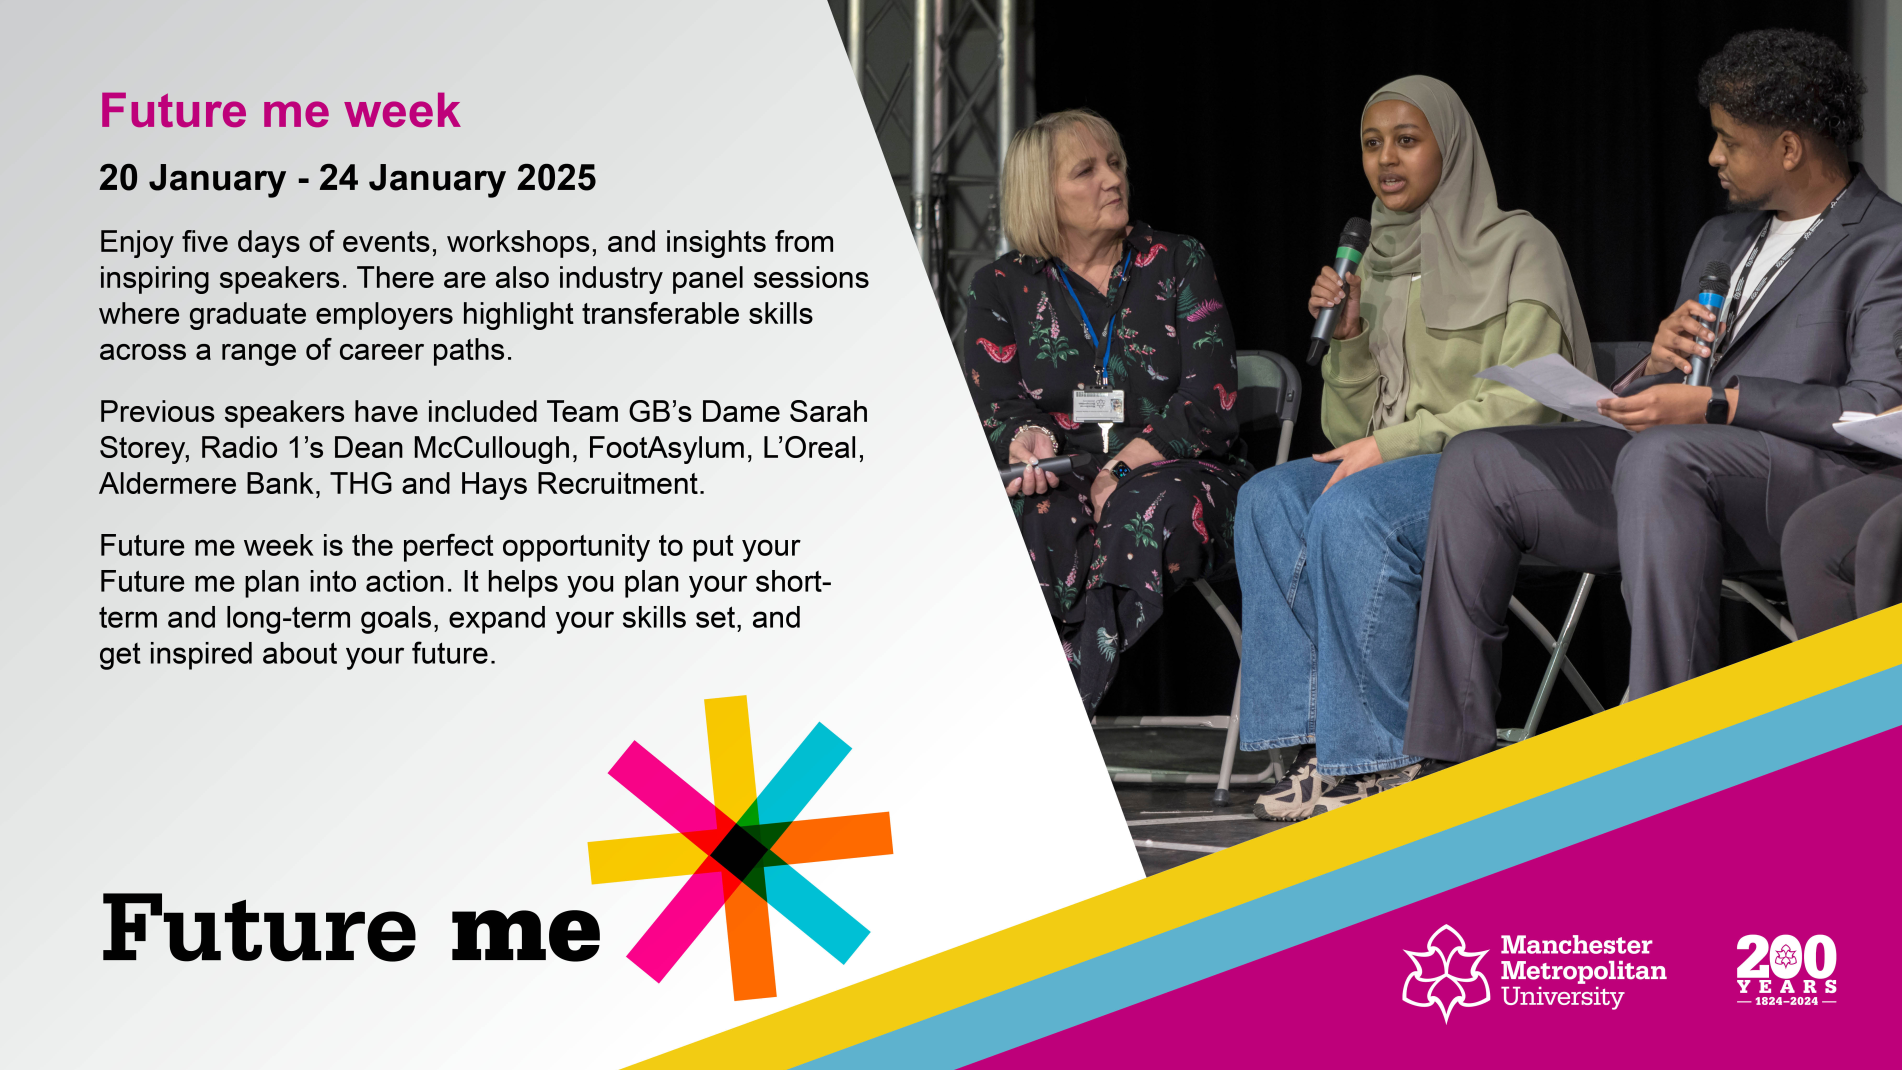 Future me week
20 January - 24 January 2025
Enjoy five days of events, workshops, and insights from
inspiring speakers. There are also industry panel sessions
where graduate employers highlight transferable skills
across a range of career paths.
Previous speakers have included Team GB’s Dame Sarah
Storey, Radio 1’s Dean McCullough, FootAsylum, L’Oreal,
Aldermere Bank, THG and Hays Recruitment.
Future me week is the perfect opportunity to put your
Future me plan into action. It helps you plan your short-
term and long-term goals, expand your skills set, and
get inspired about your future.
Future me
Manchester
Metropolitan
University
200
YEARS
1824–2024